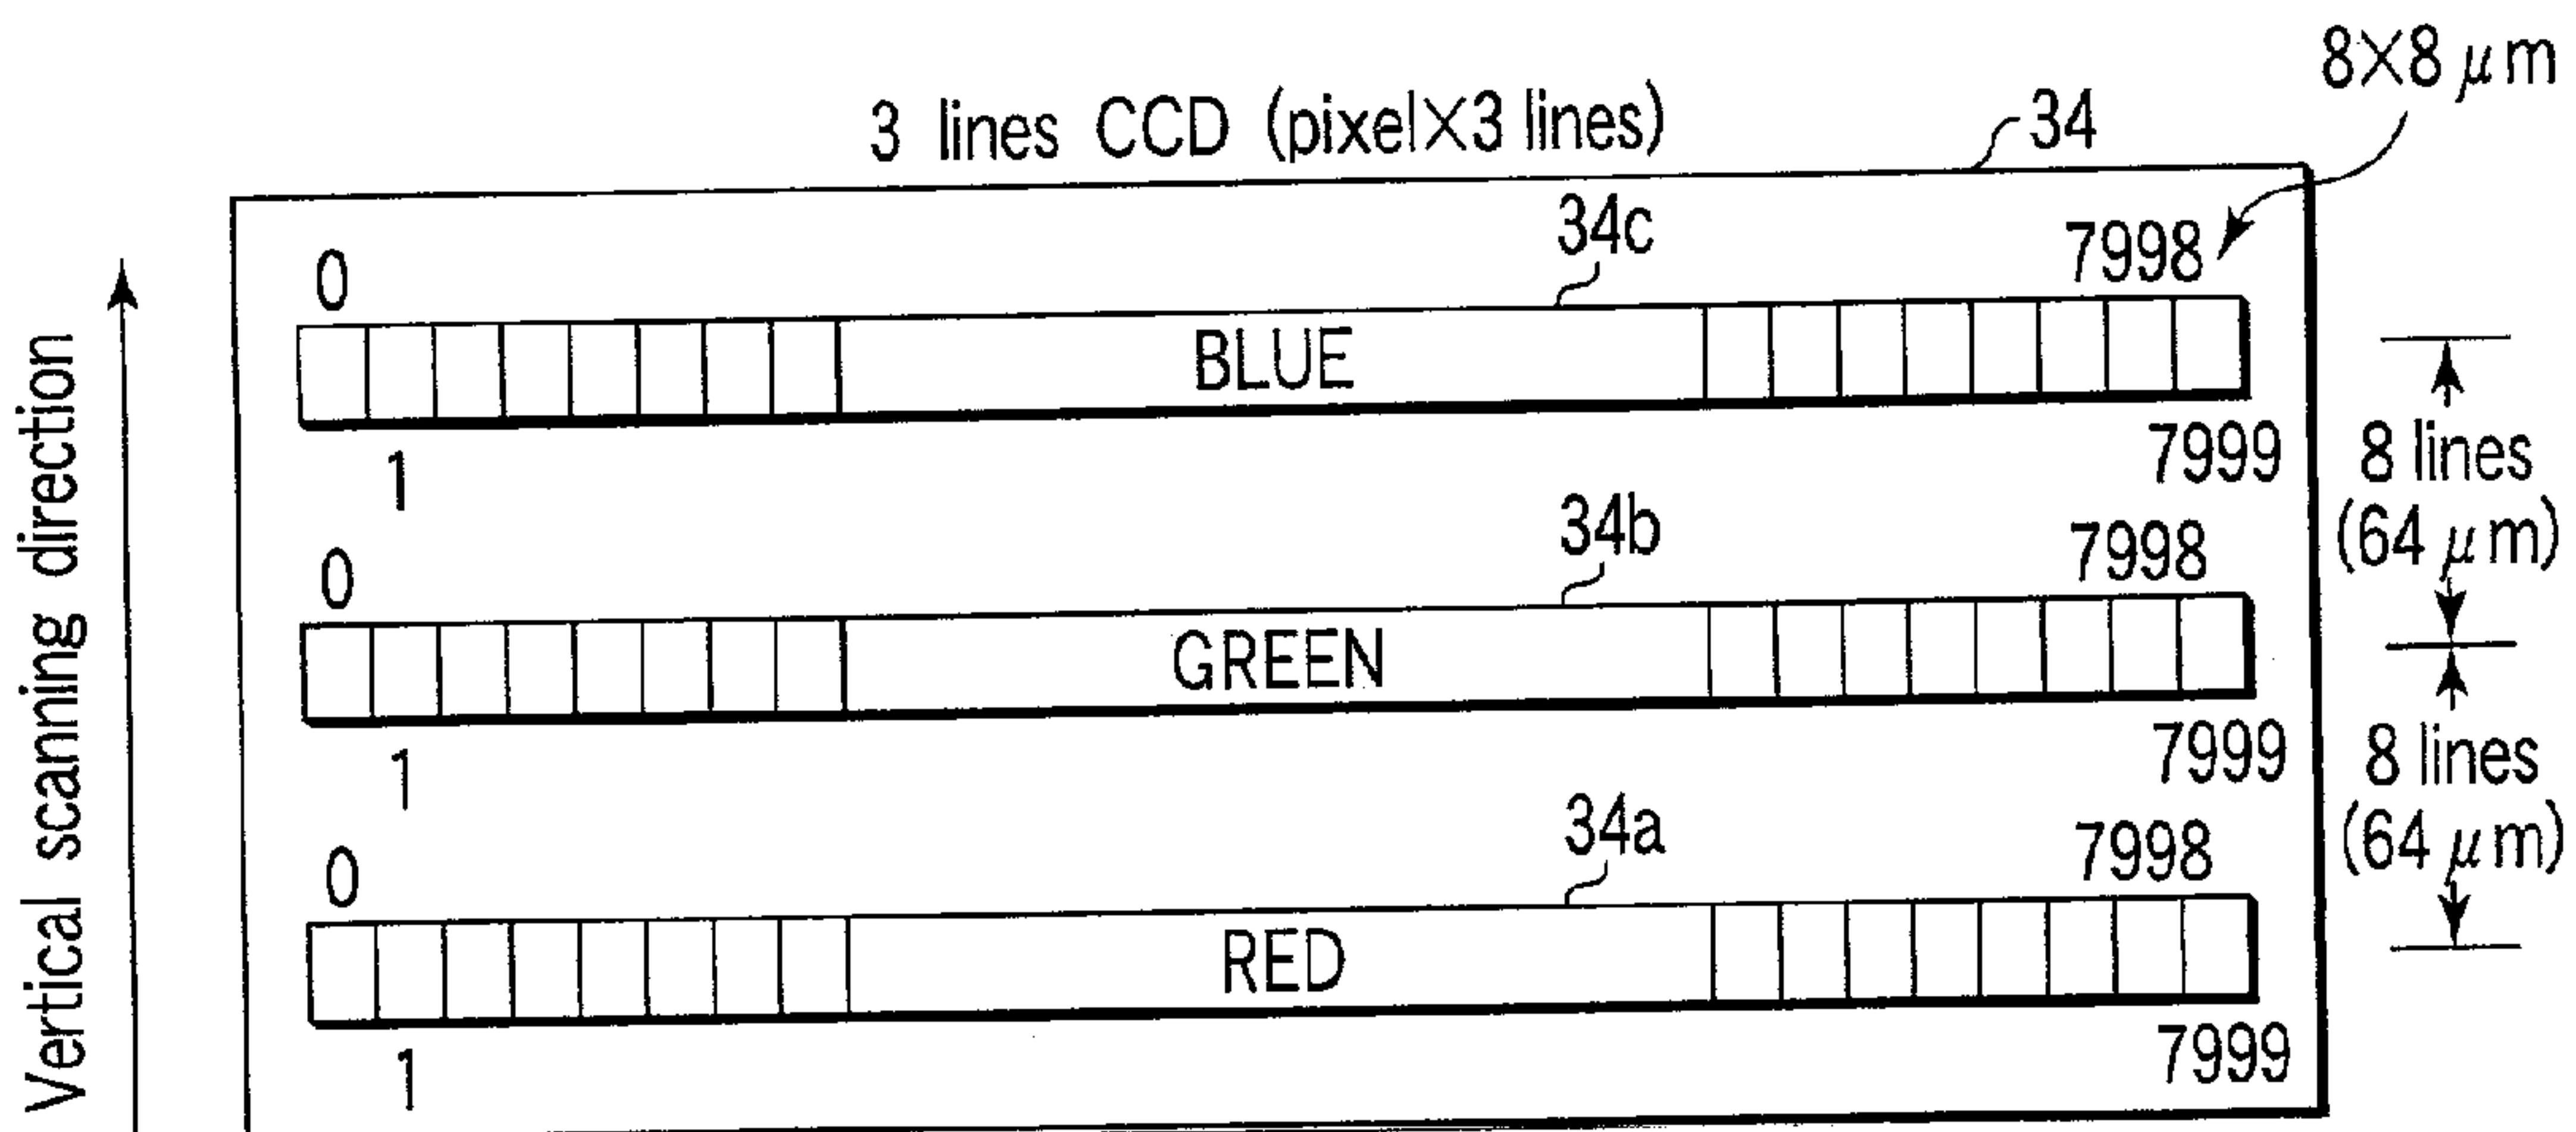 8×8 μm
3 lines CCD (pixel×3 lines)
34
34c
0
7998
BLUE
1
7999
8 lines
(64 μm)
34b
0
7998
GREEN
1
7999
8 lines
(64 μm)
34a
0
7998
RED
1
7999
Vertical scanning direction